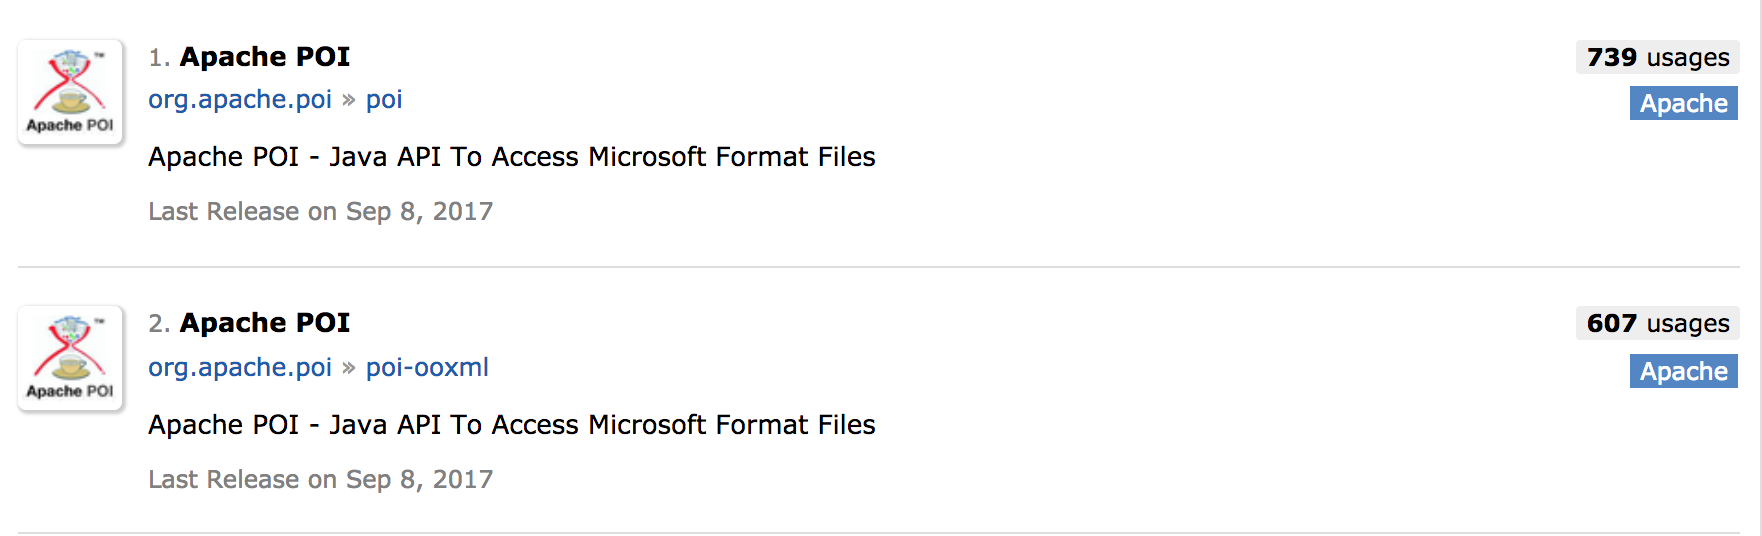 1. Apache POI
739 usages
org.apache.poi » poi
Apache
Apache POI - Java API To Access Microsoft Format Files
Last Release on Sep 8, 2017
™
Apache POI
2. Apache POI
607 usages
org.apache.poi » poi-ooxml
Apache
Apache POI - Java API To Access Microsoft Format Files
Last Release on Sep 8, 2017
™
Apache POI